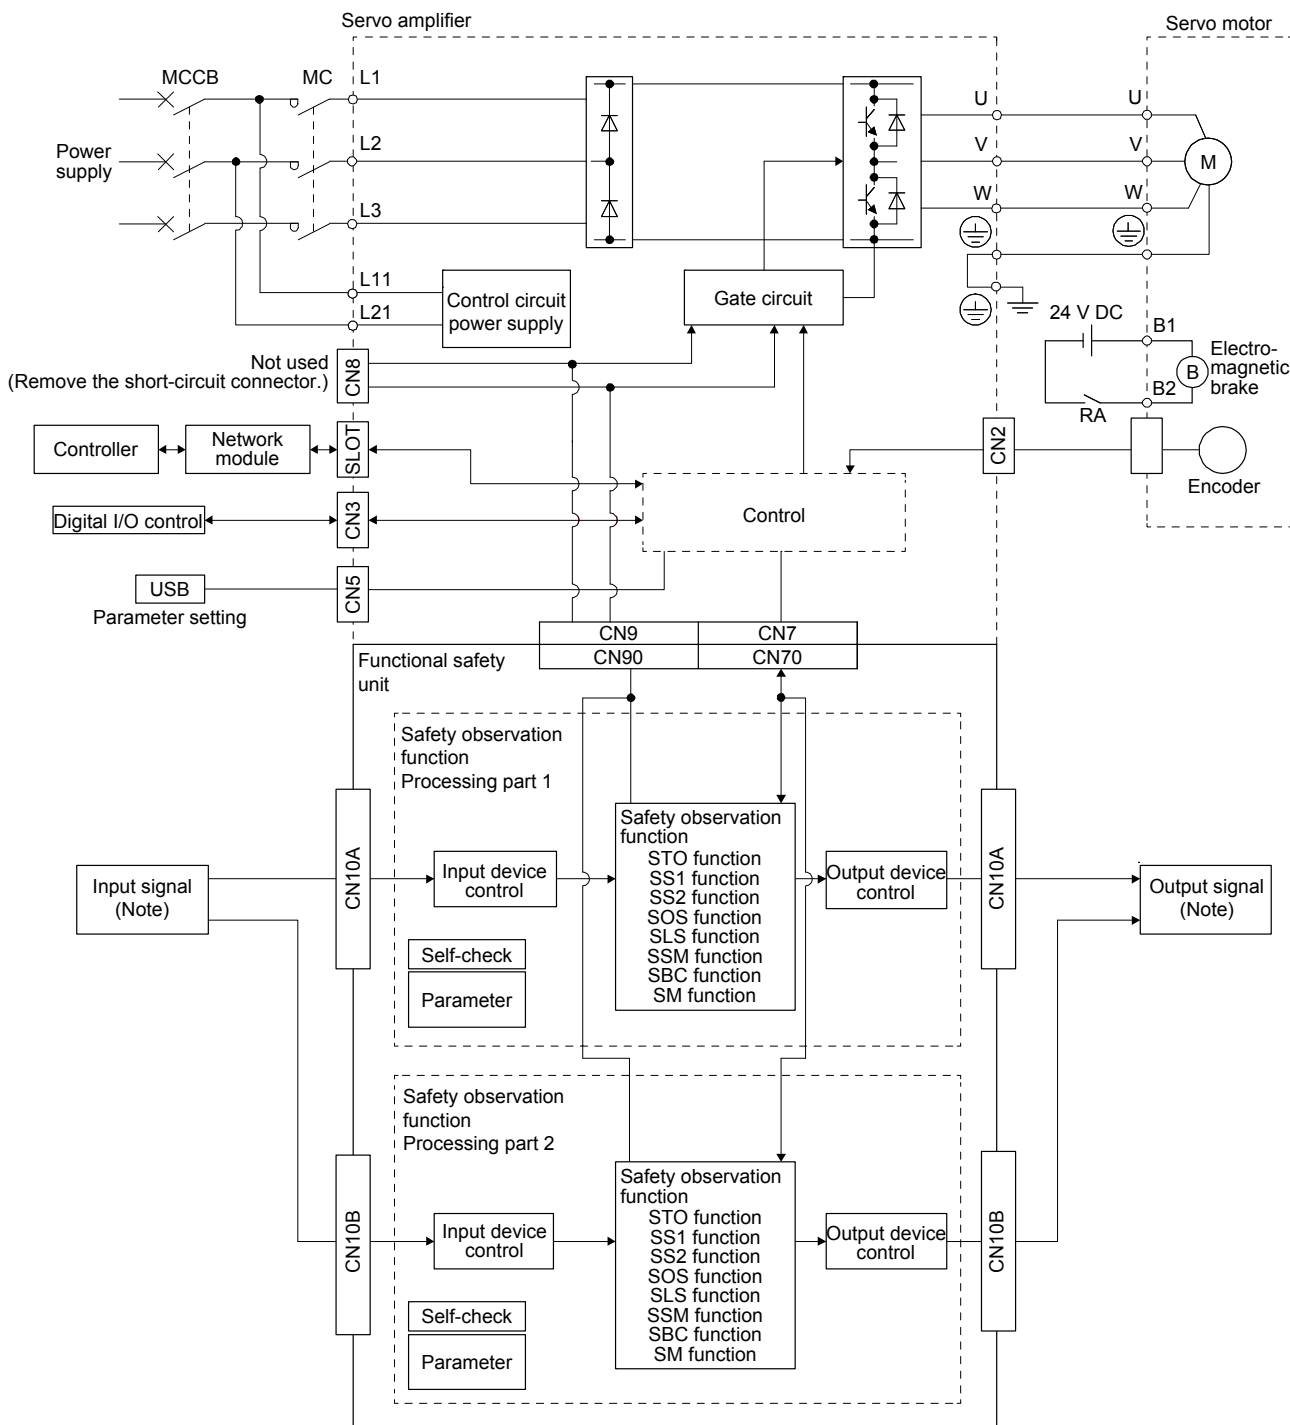 Servo amplifier
Servo motor
MCCB
MC
L1
U
U
Power
supply
L2
V
V
M
L3
W
W
L11
L21
Control circuit
power supply
Gate circuit
24 V DC
B1
Electro-
magnetic
brake
B
B2
RA
Not used
(Remove the short-circuit connector.)
CN8
Controller
Network
module
SLOT
CN2
Encoder
Digital I/O control
CN3
Control
USB
Parameter setting
CN5
CN9
CN7
CN90
CN70
Functional safety
unit
Safety observation
function
Processing part 1
CN10A
Safety observation
function
STO function
SS1 function
SS2 function
SOS function
SLS function
SSM function
SBC function
SM function
Input device
control
Output device
control
CN10A
Input signal
(Note)
Output signal
(Note)
Self-check
Parameter
Safety observation
function
Processing part 2
CN10B
Safety observation
function
STO function
SS1 function
SS2 function
SOS function
SLS function
SSM function
SBC function
SM function
Input device
control
Output device
control
CN10B
Self-check
Parameter